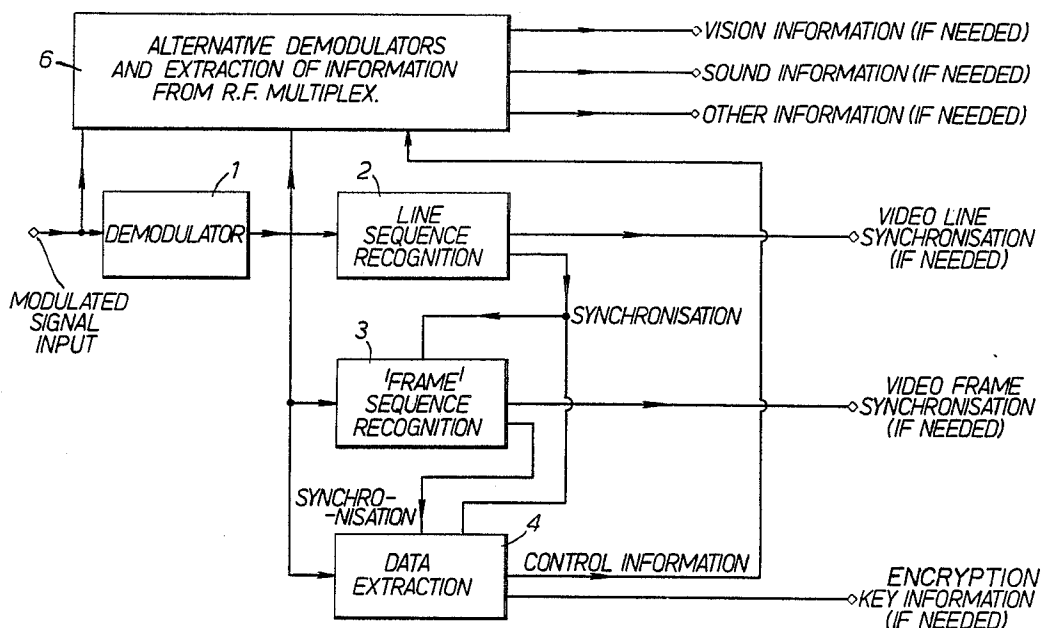 6
ALTERNATIVE DEMODULATORS
AND EXTRACTION OF INFORMATION
FROM R.F. MULTIPLEX.
VISION INFORMATION (IF NEEDED)
SOUND INFORMATION (IF NEEDED)
OTHER INFORMATION (IF NEEDED)
1
DEMODULATOR
MODULATED
SIGNAL
INPUT
2
LINE
SEQUENCE
RECOGNITION
VIDEO LINE
SYNCHRONISATION
(IF NEEDED)
SYNCHRONISATION
3
'FRAME'
SEQUENCE
RECOGNITION
VIDEO FRAME
SYNCHRONISATION
(IF NEEDED)
SYNCHRO-
-NISATION
4
DATA
EXTRACTION
CONTROL INFORMATION
ENCRYPTION
KEY INFORMATION
(IF NEEDED)